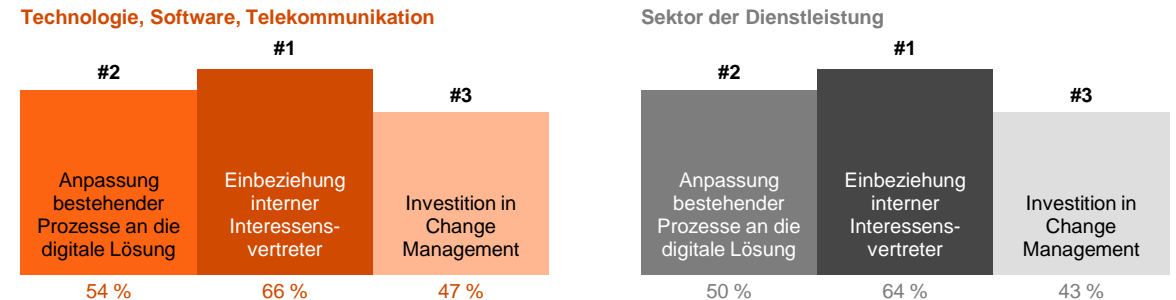 Technologie, Software, Telekommunikation
#1
#2
#3
Anpassung
bestehender
Prozesse an die
digitale Lösung
Einbeziehung
interner
Interessens-
vertreter
Investition in
Change
Management
54 %
66 %
47 %
Sektor der Dienstleistung
#1
#2
#3
Anpassung
bestehender
Prozesse an die
digitale Lösung
Einbeziehung
interner
Interessens-
vertreter
Investition in
Change
Management
50 %
64 %
43 %